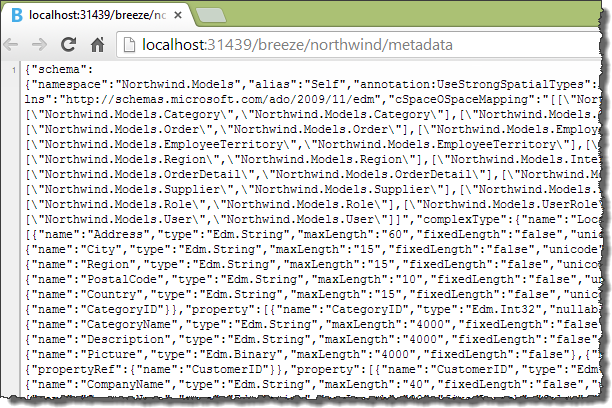 B localhost:31439/breeze/no ×
localhost:31439/breeze/northwind/metadata
1 {"schema":
{"namespace":"Northwind.Models","alias":"Self","annotation:UseStrongSpatialTypes":
lns":"http://schemas.microsoft.com/ado/2009/11/edm","cSpaceOSpaceMapping":"[[\"Nort
[\"Northwind.Models.Category\",\"Northwind.Models.Category\"],[\"Northwind.Models.
[\"Northwind.Models.Order\",\"Northwind.Models.Order\"],[\"Northwind.Models.Employe
[\"Northwind.Models.EmployeeTerritory\",\"Northwind.Models.EmployeeTerritory\"],[\"
[\"Northwind.Models.Region\",\"Northwind.Models.Region\"],[\"Northwind.Models.Inte
[\"Northwind.Models.OrderDetail\",\"Northwind.Models.OrderDetail\"],[\"Northwind.M
[\"Northwind.Models.Supplier\",\"Northwind.Models.Supplier\"],[\"Northwind.Models.
[\"Northwind.Models.Role\",\"Northwind.Models.Role\"],[\"Northwind.Models.UserRole
[\"Northwind.Models.User\",\"Northwind.Models.User\"]]","complexType":{"name":"Loc
[{"name":"Address","type":"Edm.String","maxLength":"60","fixedLength":"false","uni
{"name":"City","type":"Edm.String","maxLength":"15","fixedLength":"false","unicode
{"name":"Region","type":"Edm.String","maxLength":"15","fixedLength":"false","unico
{"name":"PostalCode","type":"Edm.String","maxLength":"10","fixedLength":"false","u
{"name":"Country","type":"Edm.String","maxLength":"15","fixedLength":"false","unic
{"name":"CategoryID"}},"property":[{"name":"CategoryID","type":"Edm.Int32","nullab
{"name":"CategoryName","type":"Edm.String","maxLength":"4000","fixedLength":"false
{"name":"Description","type":"Edm.String","maxLength":"4000","fixedLength":"false"
{"name":"Picture","type":"Edm.Binary","maxLength":"4000","fixedLength":"false"},{"
{"propertyRef":{"name":"CustomerID"}},"property":[{"name":"CustomerID","type":"Edm
{"name":"CompanyName","type":"Edm.String","maxLength":"40","fixedLength":"false",